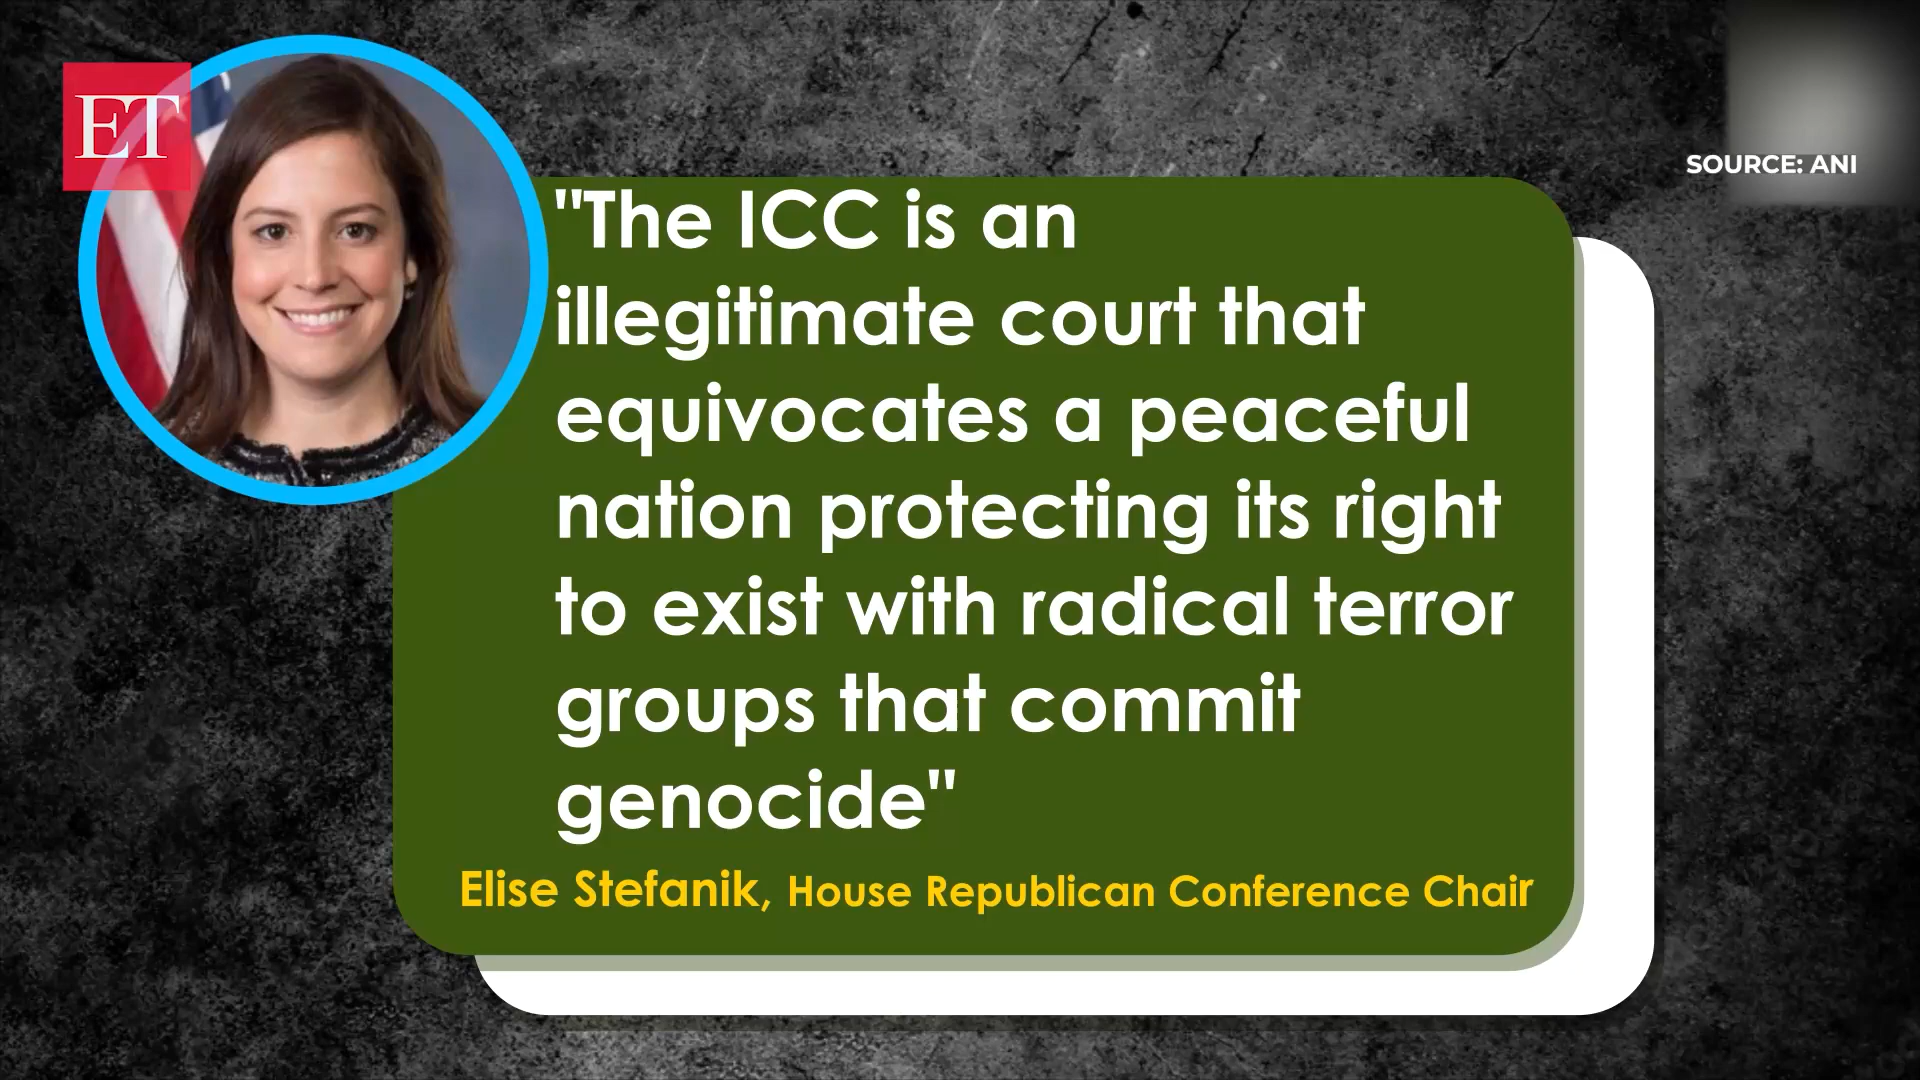 ET
SOURCE: ANI
"The ICC is an
illegitimate court that
equivocates a peaceful
nation protecting its right
to exist with radical terror
groups that commit
genocide"
Elise Stefanik, House Republican Conference Chair